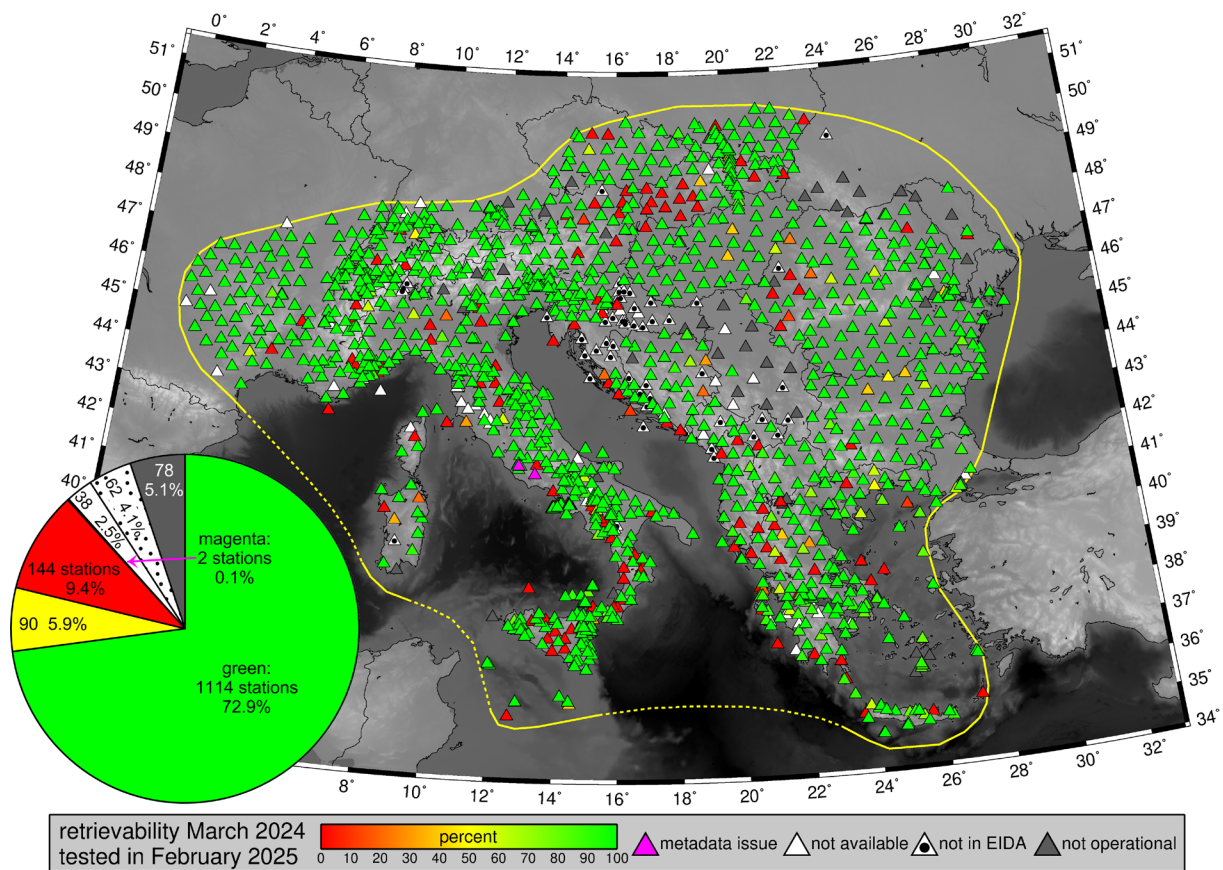 0° 2° 4° 6° 8° 10° 12° 14° 16° 18° 20° 22° 24° 26° 28° 30° 32°
51° 51°
50° 50°
49° 49°
48° 48°
47° 47°
46° 46°
45° 45°
44° 44°
43° 43°
42° 42°
41° 41°
40° 40°
39°
38°
37°
36°
35°
34°
8° 10° 12° 14° 16° 18° 20° 22° 24° 26° 28° 30° 32°
78
5.1%
62
4.1%
38
2.5%
magenta:
2 stations
0.1%
144 stations
9.4%
90 5.9%
green:
1114 stations
72.9%
retrievability March 2024
tested in February 2025
percent
0 10 20 30 40 50 60 70 80 90 100
metadata issue
not available
not in EIDA
not operational